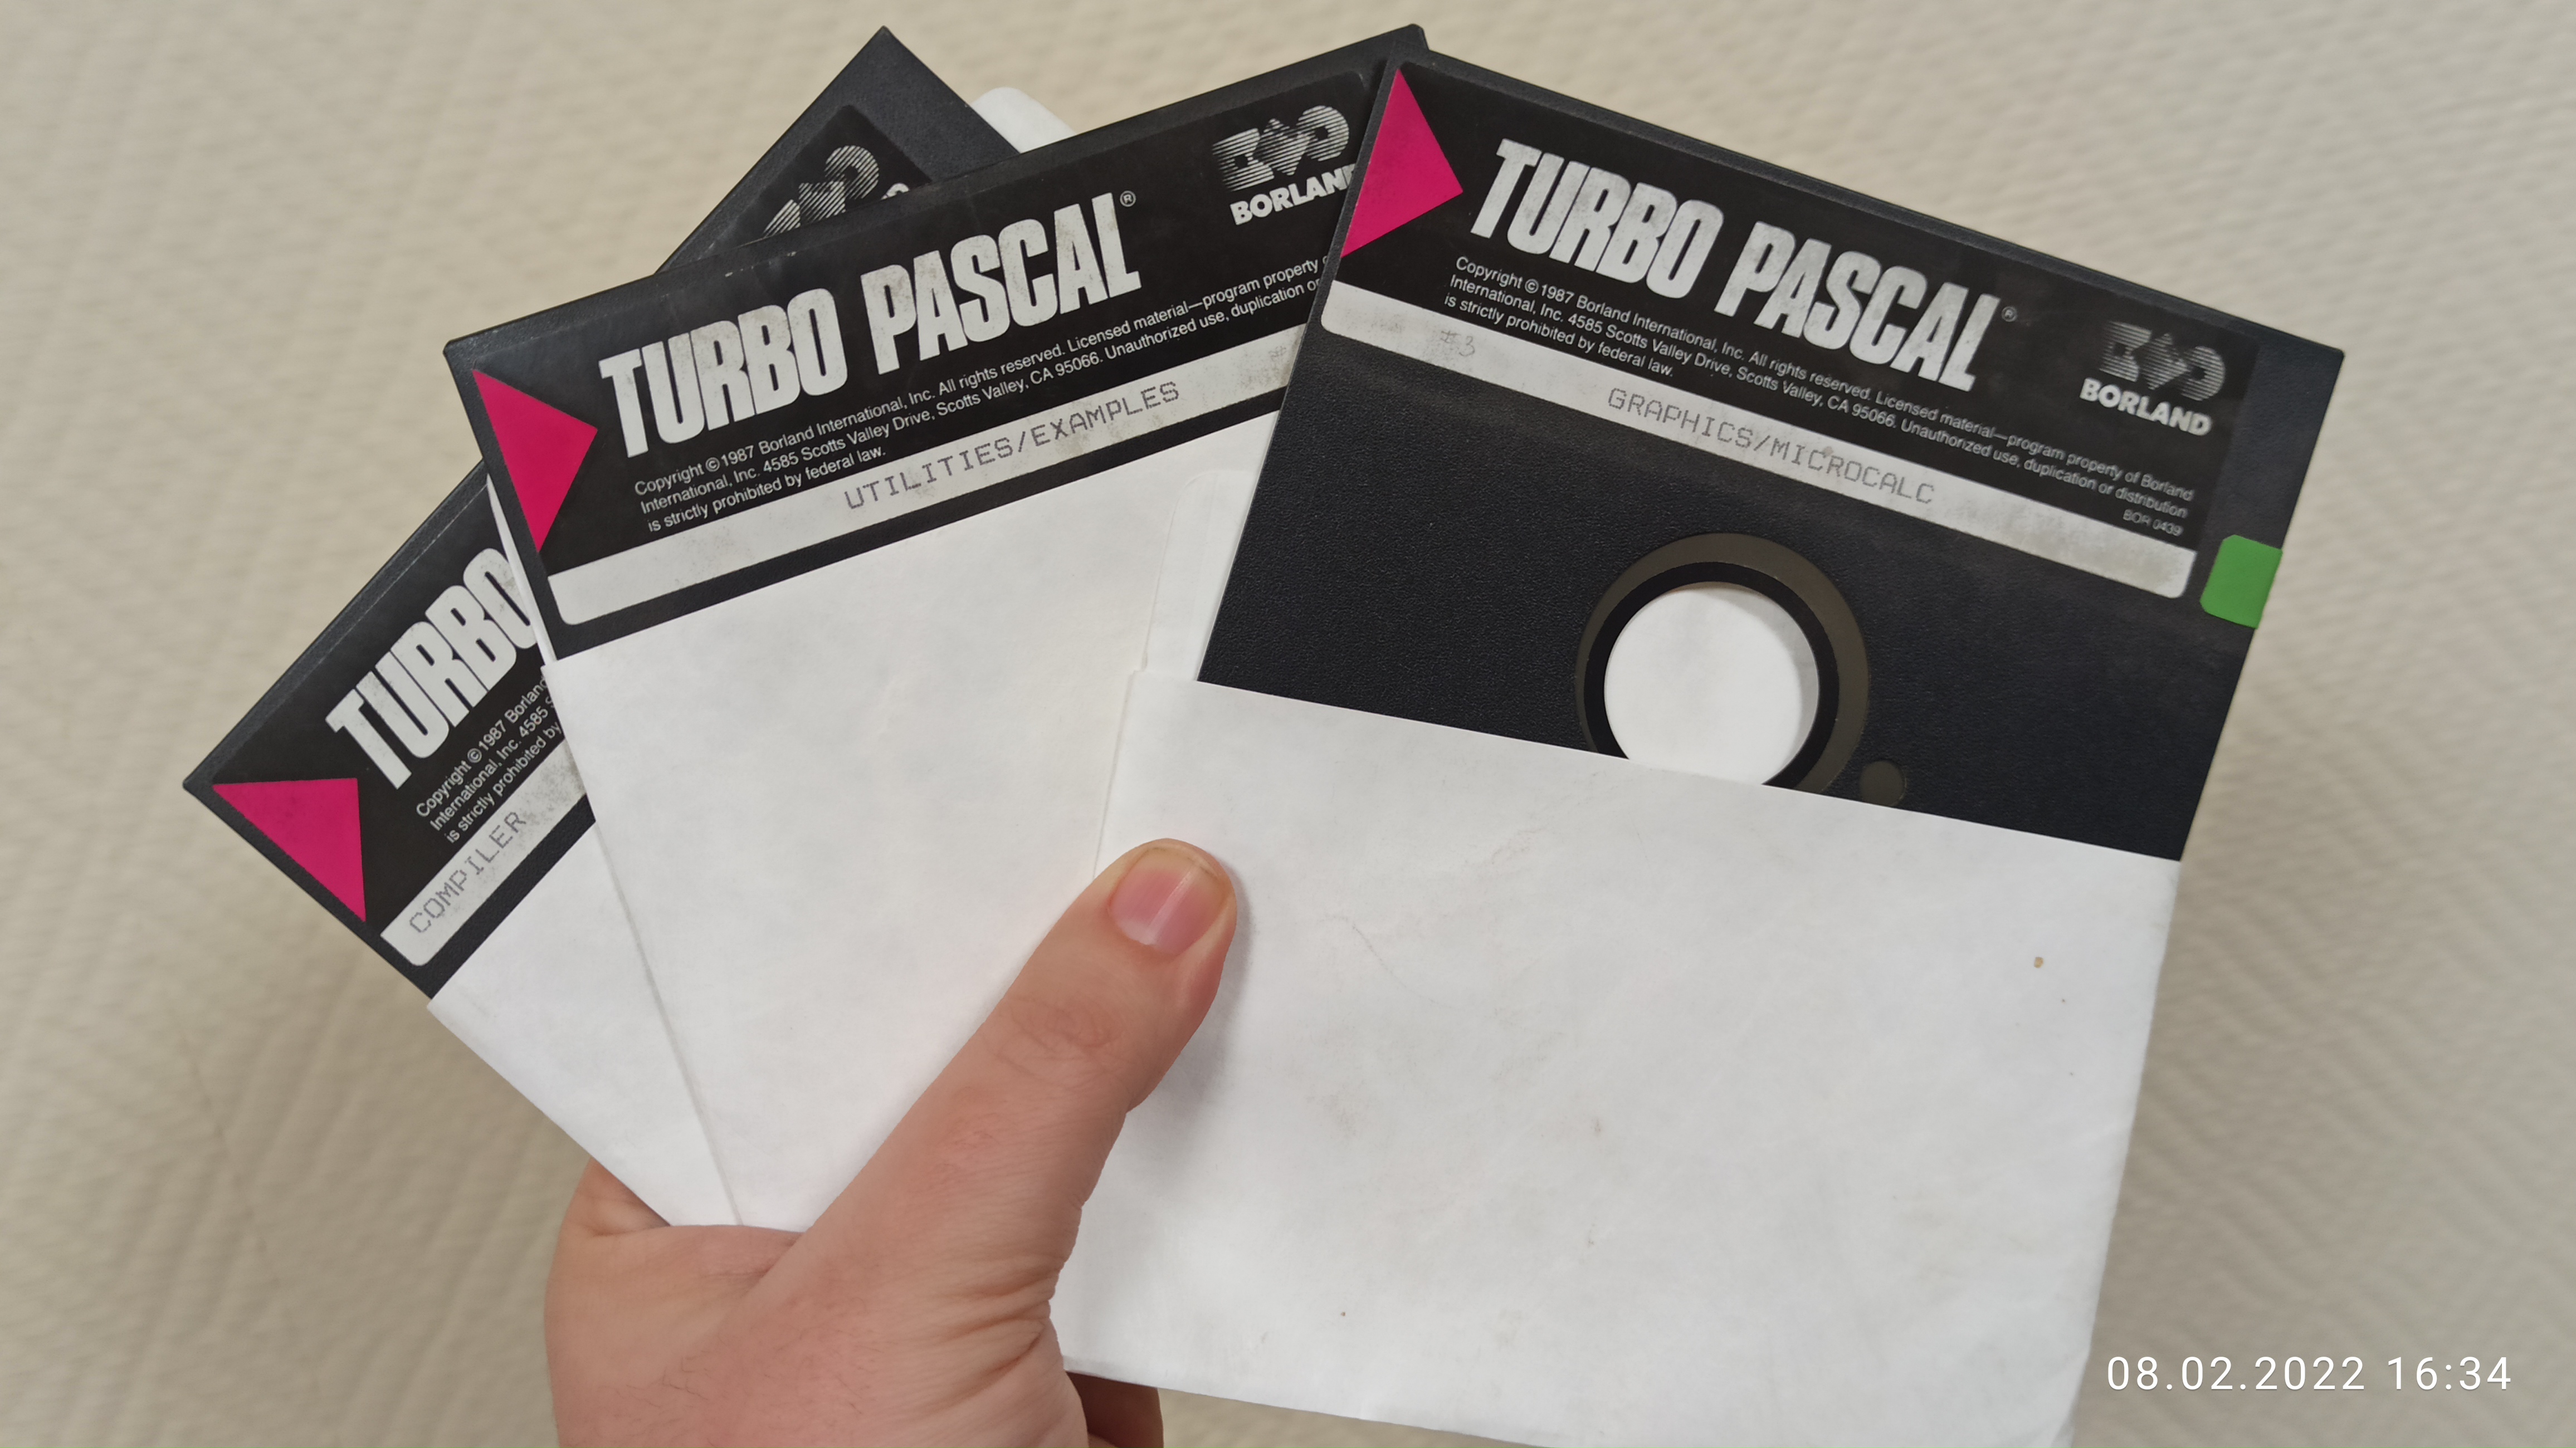 TURBO
Copyright © 1987 Borland
International, Inc. 4585
is strictly prohibited by
COMPILER
TURBO PASCAL®
BORLAN
Copyright © 1987 Borland International, Inc. All rights reserved. Licensed material—program property
International, Inc. 4585 Scotts Valley Drive, Scotts Valley, CA 95066. Unauthorized use, duplication or
is strictly prohibited by federal law.
UTILITIES/EXAMPLES
TURBO PASCAL®
BORLAND
Copyright © 1987 Borland International, Inc. All rights reserved. Licensed material—program property of Borland
International, Inc. 4585 Scotts Valley Drive, Scotts Valley, CA 95066. Unauthorized use, duplication or distribution
is strictly prohibited by federal law.
BOR 0439
#3
GRAPHICS/MICROCALC
08.02.2022 16:34